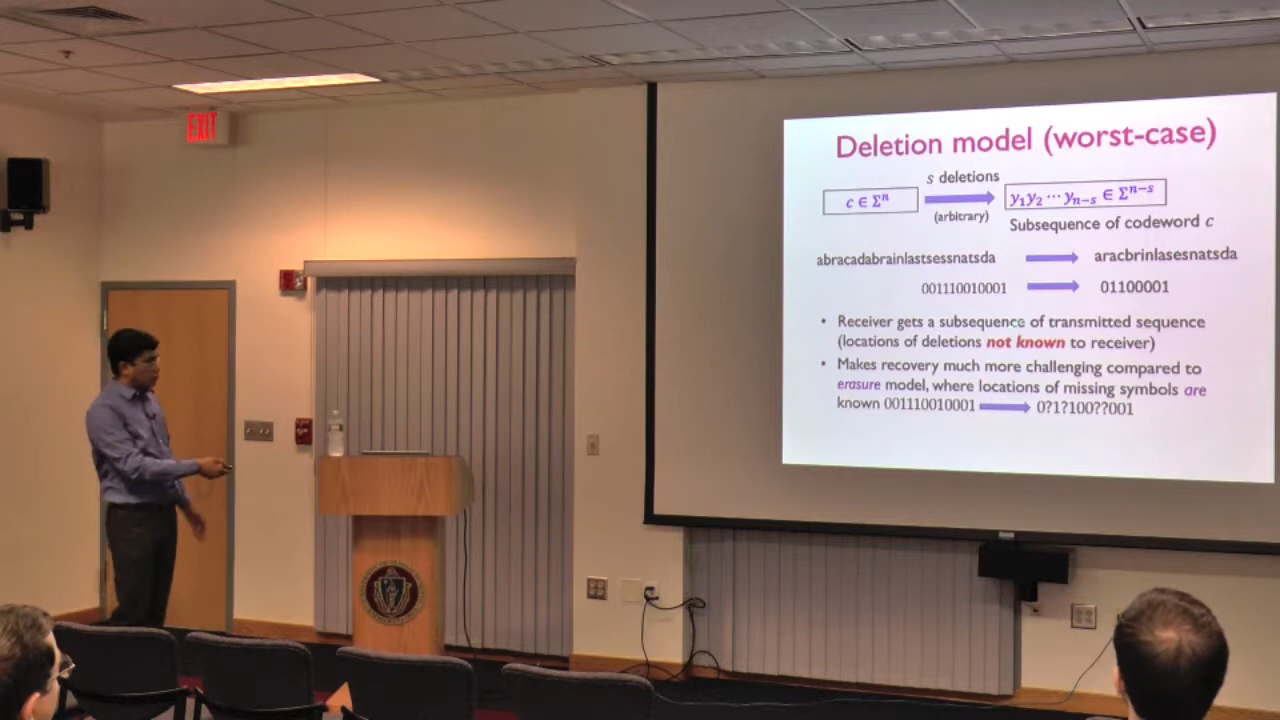 EXIT
Deletion model (worst-case)
s deletions
c ∈ Σⁿ
y₁y₂ ⋯ yₙ₋ₛ ∈ Σⁿ⁻ˢ
(arbitrary)
Subsequence of codeword c
abracadabrainlastsessnatsda
aracbrinlasesnatsda
001110010001
01100001
• Receiver gets a subsequence of transmitted sequence
(locations of deletions not known to receiver)
• Makes recovery much more challenging compared to
erasure model, where locations of missing symbols are
known 001110010001 0?1?100??001